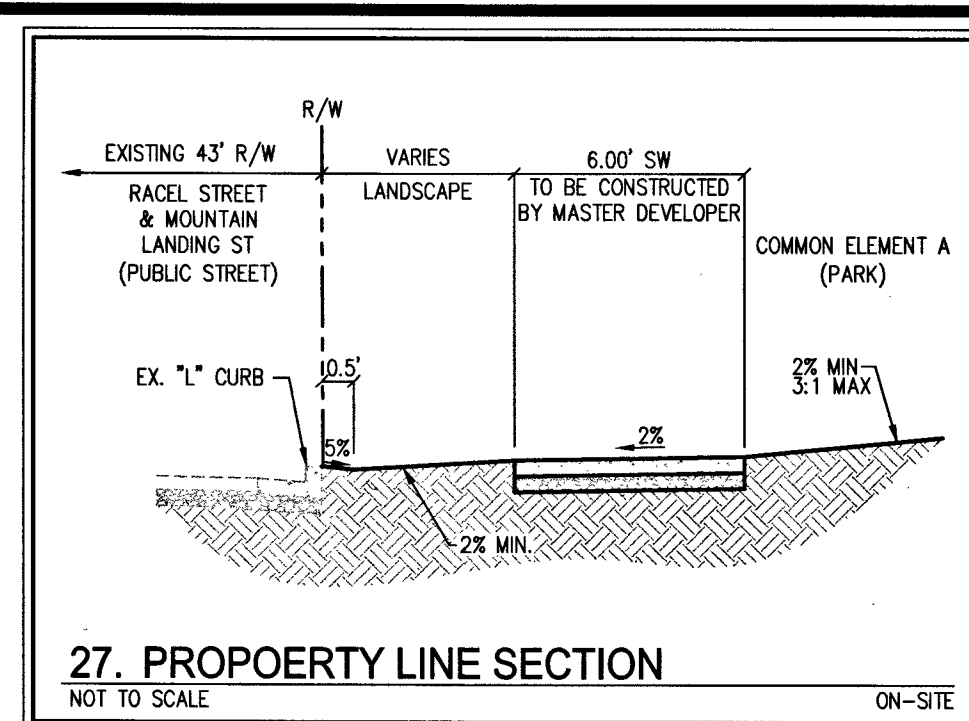 R/W
EXISTING 43' R/W
VARIES
6.00' SW
RACEL STREET
& MOUNTAIN
LANDING ST
(PUBLIC STREET)
LANDSCAPE
TO BE CONSTRUCTED
BY MASTER DEVELOPER
COMMON ELEMENT A
(PARK)
EX. "L" CURB
0.5'
2% MIN
3:1 MAX
5%
2%
2% MIN.
27. PROPOERTY LINE SECTION
NOT TO SCALE
ON-SITE